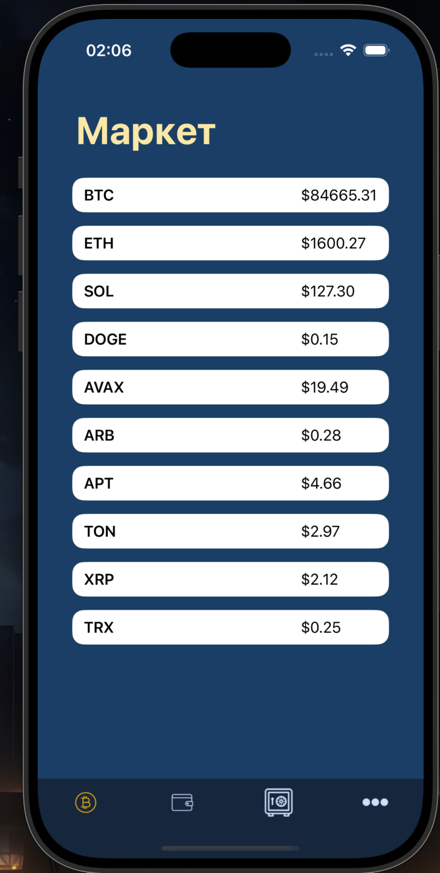 02:06
Маркет
BTC $84665.31
ETH $1600.27
SOL $127.30
DOGE $0.15
AVAX $19.49
ARB $0.28
APT $4.66
TON $2.97
XRP $2.12
TRX $0.25